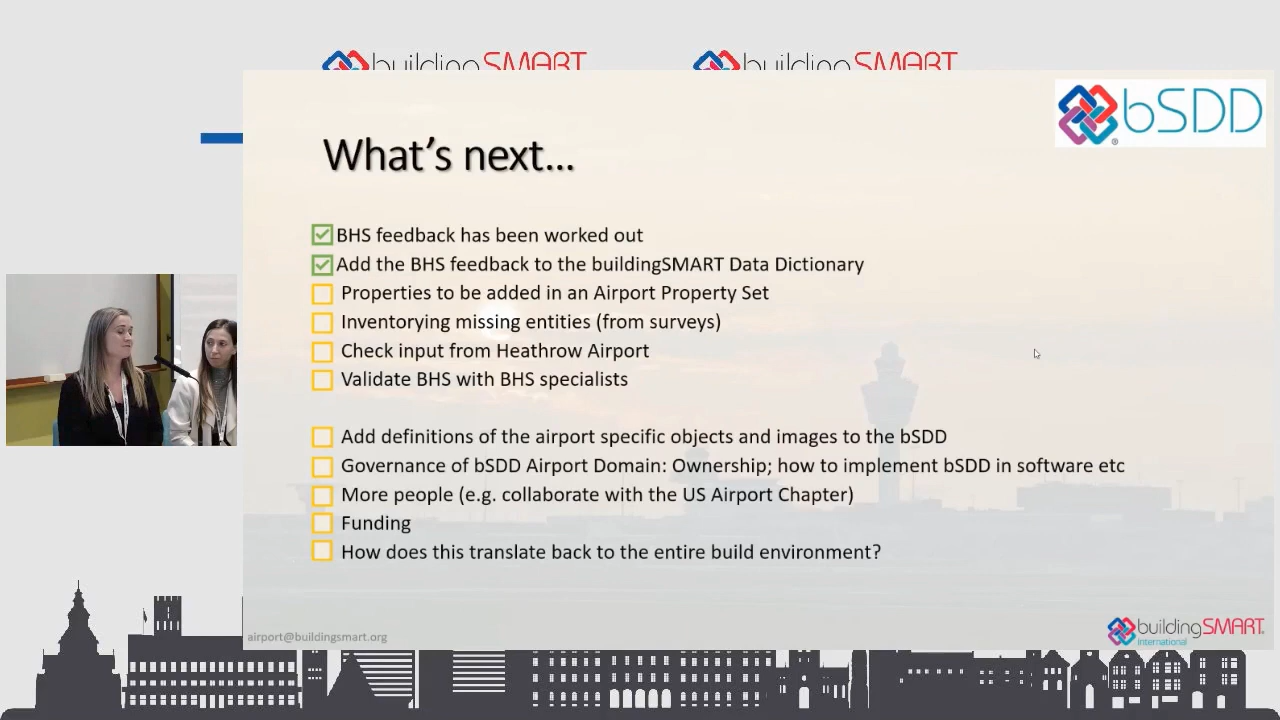 buildingSMART
buildingSMART
bSDD
What's next...
BHS feedback has been worked out
Add the BHS feedback to the buildingSMART Data Dictionary
Properties to be added in an Airport Property Set
Inventorying missing entities (from surveys)
Check input from Heathrow Airport
Validate BHS with BHS specialists
Add definitions of the airport specific objects and images to the bSDD
Governance of bSDD Airport Domain: Ownership; how to implement bSDD in software etc
More people (e.g. collaborate with the US Airport Chapter)
Funding
How does this translate back to the entire build environment?
airport@buildingsmart.org
buildingSMART
International